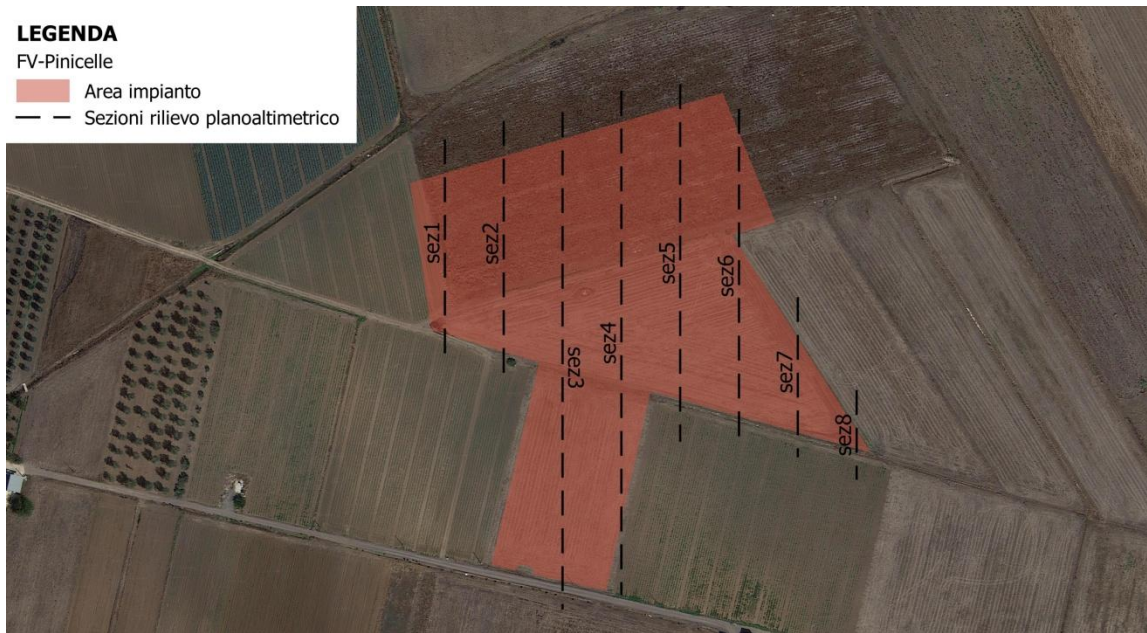 LEGENDA
FV-Pinicelle
Area impianto
Sezioni rilievo planoaltimetrico
sez1
sez2
sez3
sez4
sez5
sez6
sez7
sez8